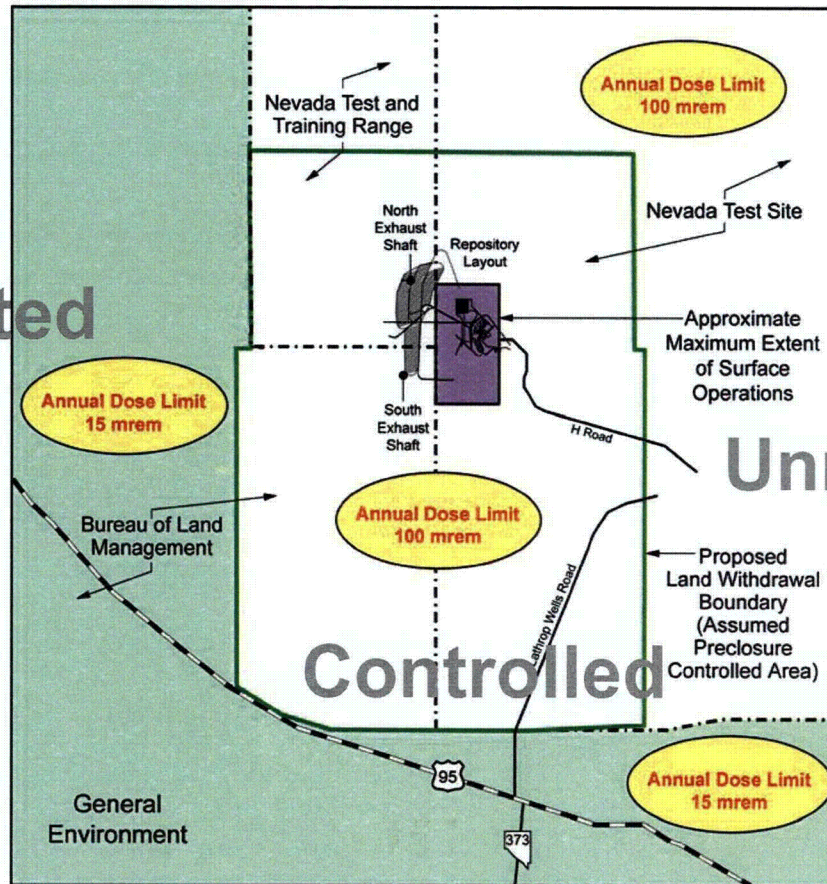 Annual Dose Limit
100 mrem
Nevada Test and
Training Range
Nevada Test Site
North
Exhaust
Shaft
Repository
Layout
ted
Approximate
Maximum Extent
of Surface
Operations
Annual Dose Limit
15 mrem
South
Exhaust
Shaft
H Road
Unr
Annual Dose Limit
100 mrem
Bureau of Land
Management
Proposed
Land Withdrawal
Boundary
(Assumed
Preclosure
Controlled Area)
Lathrop Wells Road
Controlled
95
Annual Dose Limit
15 mrem
General
Environment
373